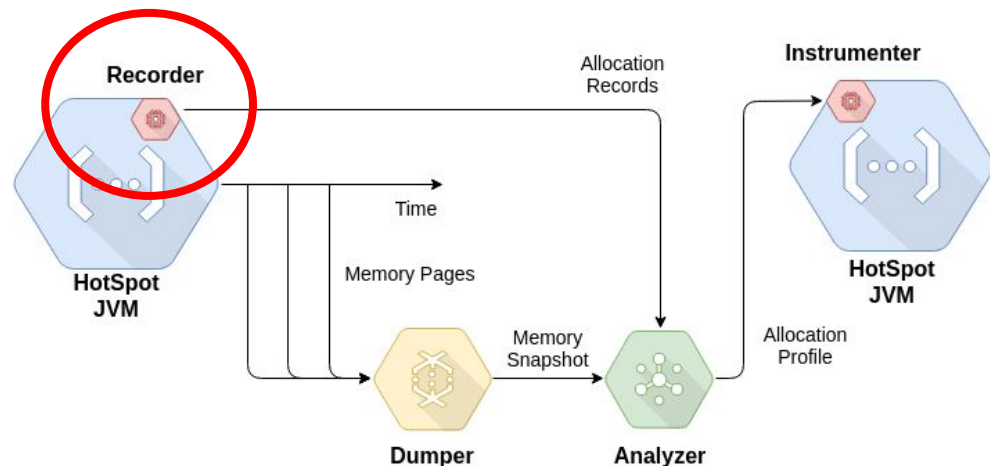 Recorder
Allocation
Records
Instrumenter
Time
HotSpot
JVM
Memory Pages
HotSpot
JVM
Memory
Snapshot
Allocation
Profile
Dumper
Analyzer